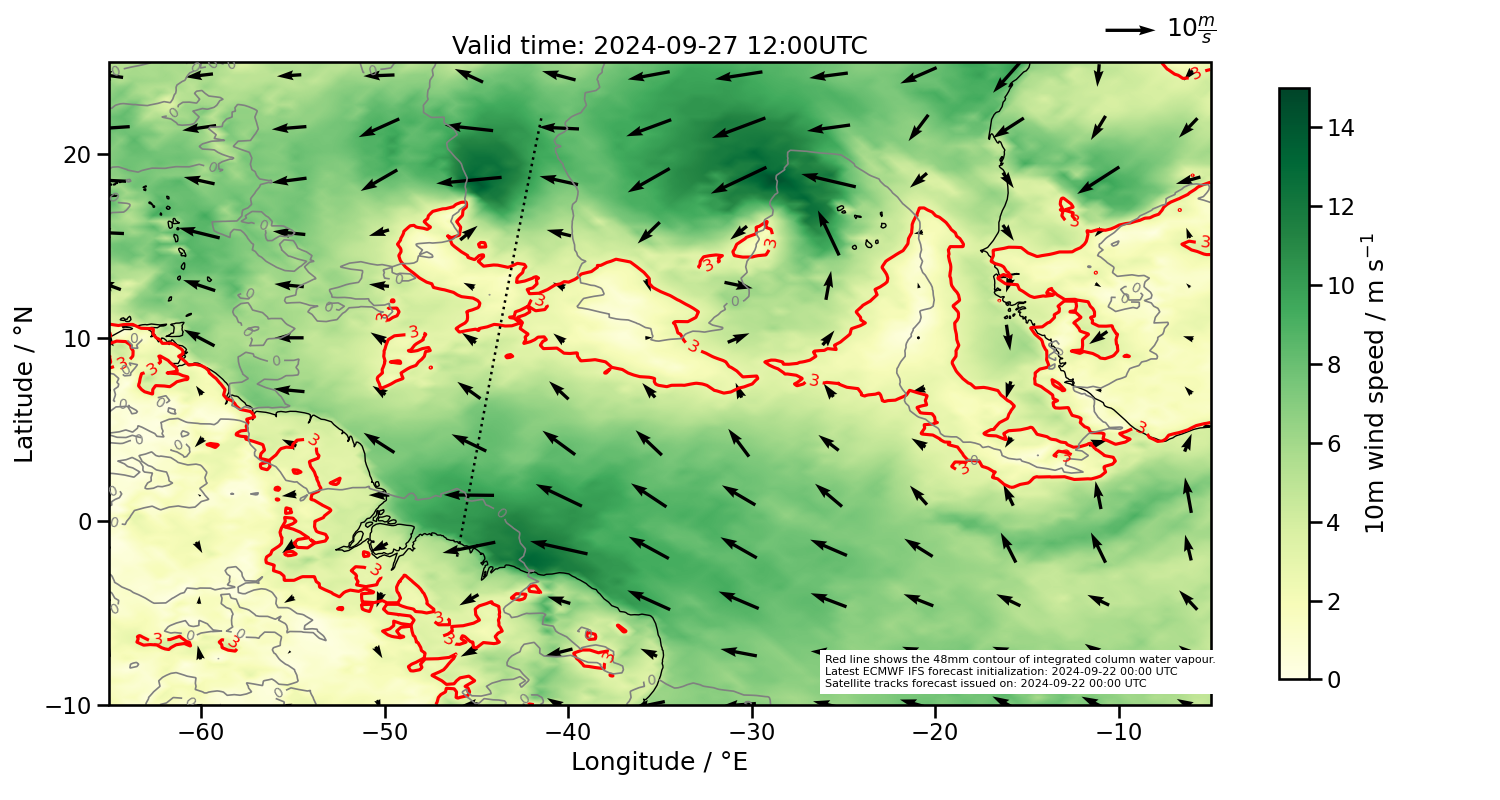 10 m/s
Valid time: 2024-09-27 12:00UTC
20
10
0
−10
Latitude / °N
−60
−50
−40
−30
−20
−10
Longitude / °E
Red line shows the 48mm contour of integrated column water vapour.
Latest ECMWF IFS forecast initialization: 2024-09-22 00:00 UTC
Satellite tracks forecast issued on: 2024-09-22 00:00 UTC
14
12
10
8
6
4
2
0
10m wind speed / m s⁻¹